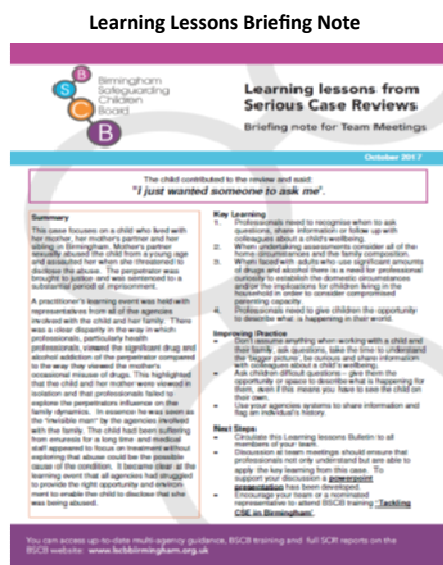 Learning Lessons Briefing Note
B
S
C
B
Birmingham
Safeguarding
Children
Board
Learning lessons from
Serious Case Reviews
Briefing note for Team Meetings
October 2017
The child contributed to the review and said:
"I just wanted someone to ask me".
Summary
This case focuses on a child who lived with
her mother, her mother's partner and her
sibling in Birmingham. Mother's partner
sexually abused the child from a young age
and assaulted her when she threatened to
disclose the abuse. The perpetrator was
brought to justice and was sentenced to a
substantial period of imprisonment.
A practitioner's learning event was held with
representatives from all of the agencies
involved with the child and her family. There
was a clear disparity in the way in which
professionals, particularly health
professionals, viewed the significant drug and
alcohol addiction of the perpetrator compared
to the way they viewed the mother's
occasional misuse of drugs. This highlighted
that the child and her mother were viewed in
isolation and that professionals failed to
explore the perpetrators influence on the
family dynamics. In essence he was seen as
the "invisible man" by the agencies involved
with the family. The child had been suffering
from enuresis for a long time and medical
staff appeared to focus on treatment without
exploring that abuse could be the possible
cause of the condition. It became clear at the
learning event that all agencies had struggled
to provide the right opportunity and environ-
ment to enable the child to disclose that she
was being abused.
Key Learning
1. Professionals need to recognise when to ask
questions, share information or follow up with
colleagues about a child's wellbeing.
2. When undertaking assessments consider all of the
home circumstances and the family composition.
3. When faced with adults who use significant amounts
of drugs and alcohol there is a need for professional
curiosity to establish the domestic circumstances
and/or the implications for children living in the
household in order to consider compromised
parenting capacity.
4. Professionals need to give children the opportunity
to describe what is happening in their world.
Improving Practice
• Don't assume anything when working with a child and
their family, ask questions, take the time to understand
the 'bigger picture', be curious and share information
with colleagues about a child's wellbeing.
• Ask children difficult questions – give them the
opportunity or space to describe what is happening for
them, even if this means you have to see the child on
their own.
• Use your agencies systems to share information and
flag on individual's history.
Next Steps
• Circulate this Learning lessons Bulletin to all
members of your team.
• Discussion at team meetings should ensure that
professionals not only understand but are able to
apply the key learning from this case. To
support your discussion a powerpoint
presentation has been developed.
• Encourage your team or a nominated
representative to attend BSCB training 'Tackling
CSE in Birmingham'.
You can access up-to-date multi-agency guidance, BSCB training and full SCR reports on the
BSCB website: www.lscbbirmingham.org.uk